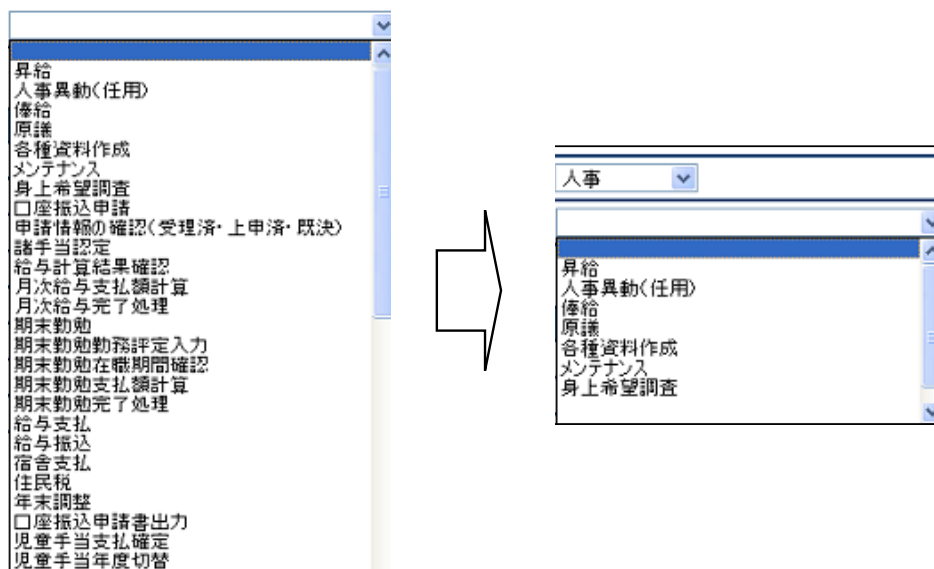 昇給
人事異動(任用)
俸給
原議
各種資料作成
メンテナンス
身上希望調査
口座振込申請
申請情報の確認(受理済・上申済・既決)
諸手当認定
給与計算結果確認
月次給与支払額計算
月次給与完了処理
期末勤勉
期末勤勉勤務評定入力
期末勤勉在職期間確認
期末勤勉支払額計算
期末勤勉完了処理
給与支払
給与振込
宿舎支払
住民税
年末調整
口座振込申請書出力
児童手当支払確定
児童手当年度切替
人事
昇給
人事異動(任用)
俸給
原議
各種資料作成
メンテナンス
身上希望調査